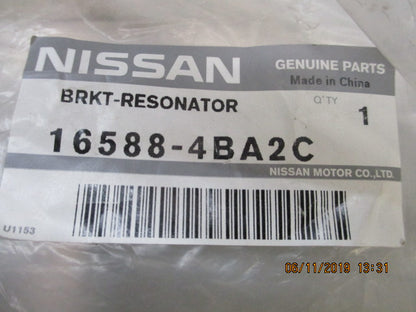 NISSAN
GENUINE PARTS
Made in China
BRKT-RESONATOR
Q'TY
1
16588-4BA2C
NISSAN MOTOR CO.,LTD.
U1153
06/11/2019 13:31